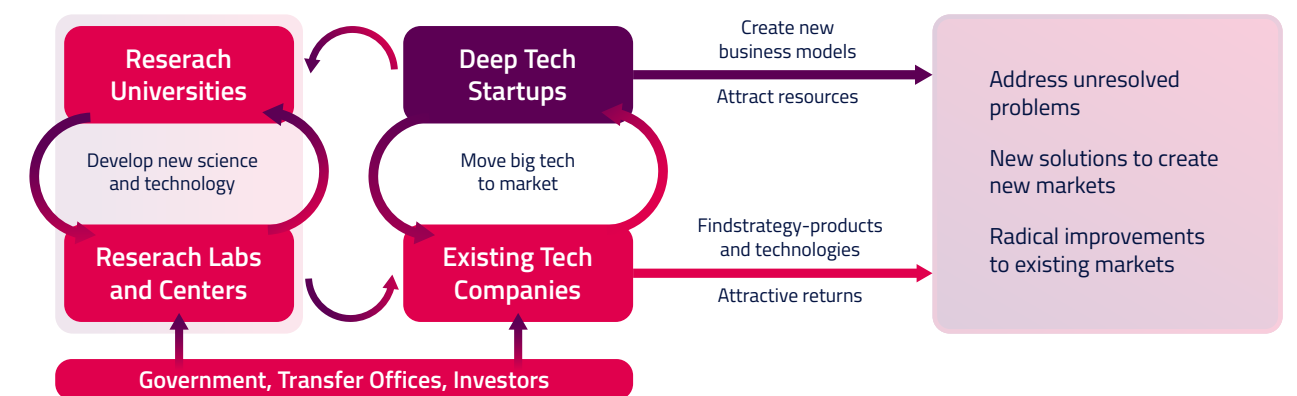 Reserach
Universities
Develop new science
and technology
Reserach Labs
and Centers
Deep Tech
Startups
Move big tech
to market
Existing Tech
Companies
Government, Transfer Offices, Investors
Create new
business models
Attract resources
Findstrategy-products
and technologies
Attractive returns
Address unresolved
problems
New solutions to create
new markets
Radical improvements
to existing markets